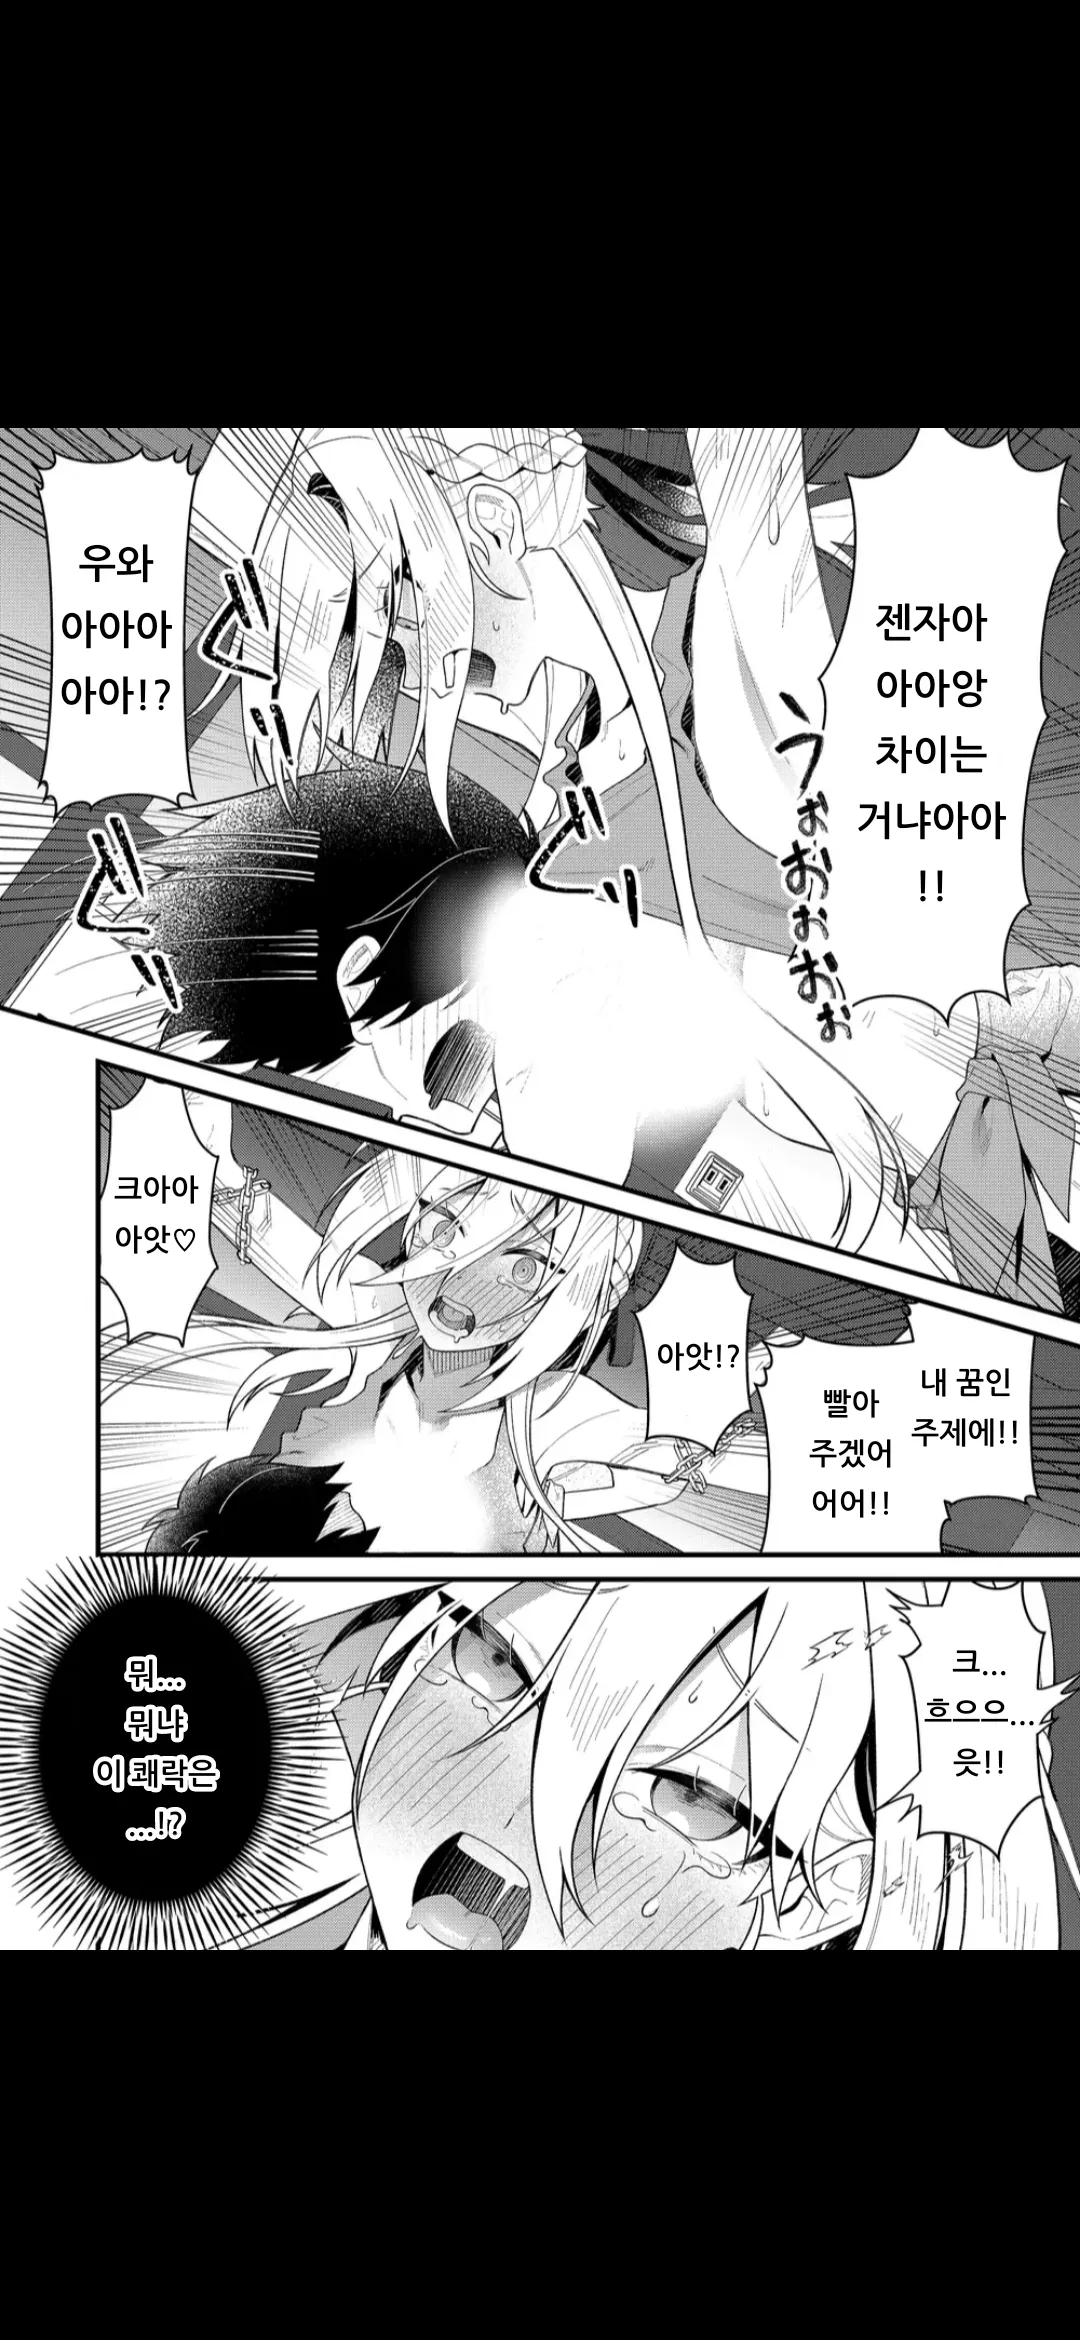 젠자아
아아앙
차이는
거냐아아
!!
うぉおおおおぉ
우와
아아아
아아!?
내 꿈인
주제에!!
빨아
주겠어
어어!!
아앗!?
크아아
아앗♡
크...
흐으으...
읏!!
뭐...
뭐냐
이 쾌락은
...!?